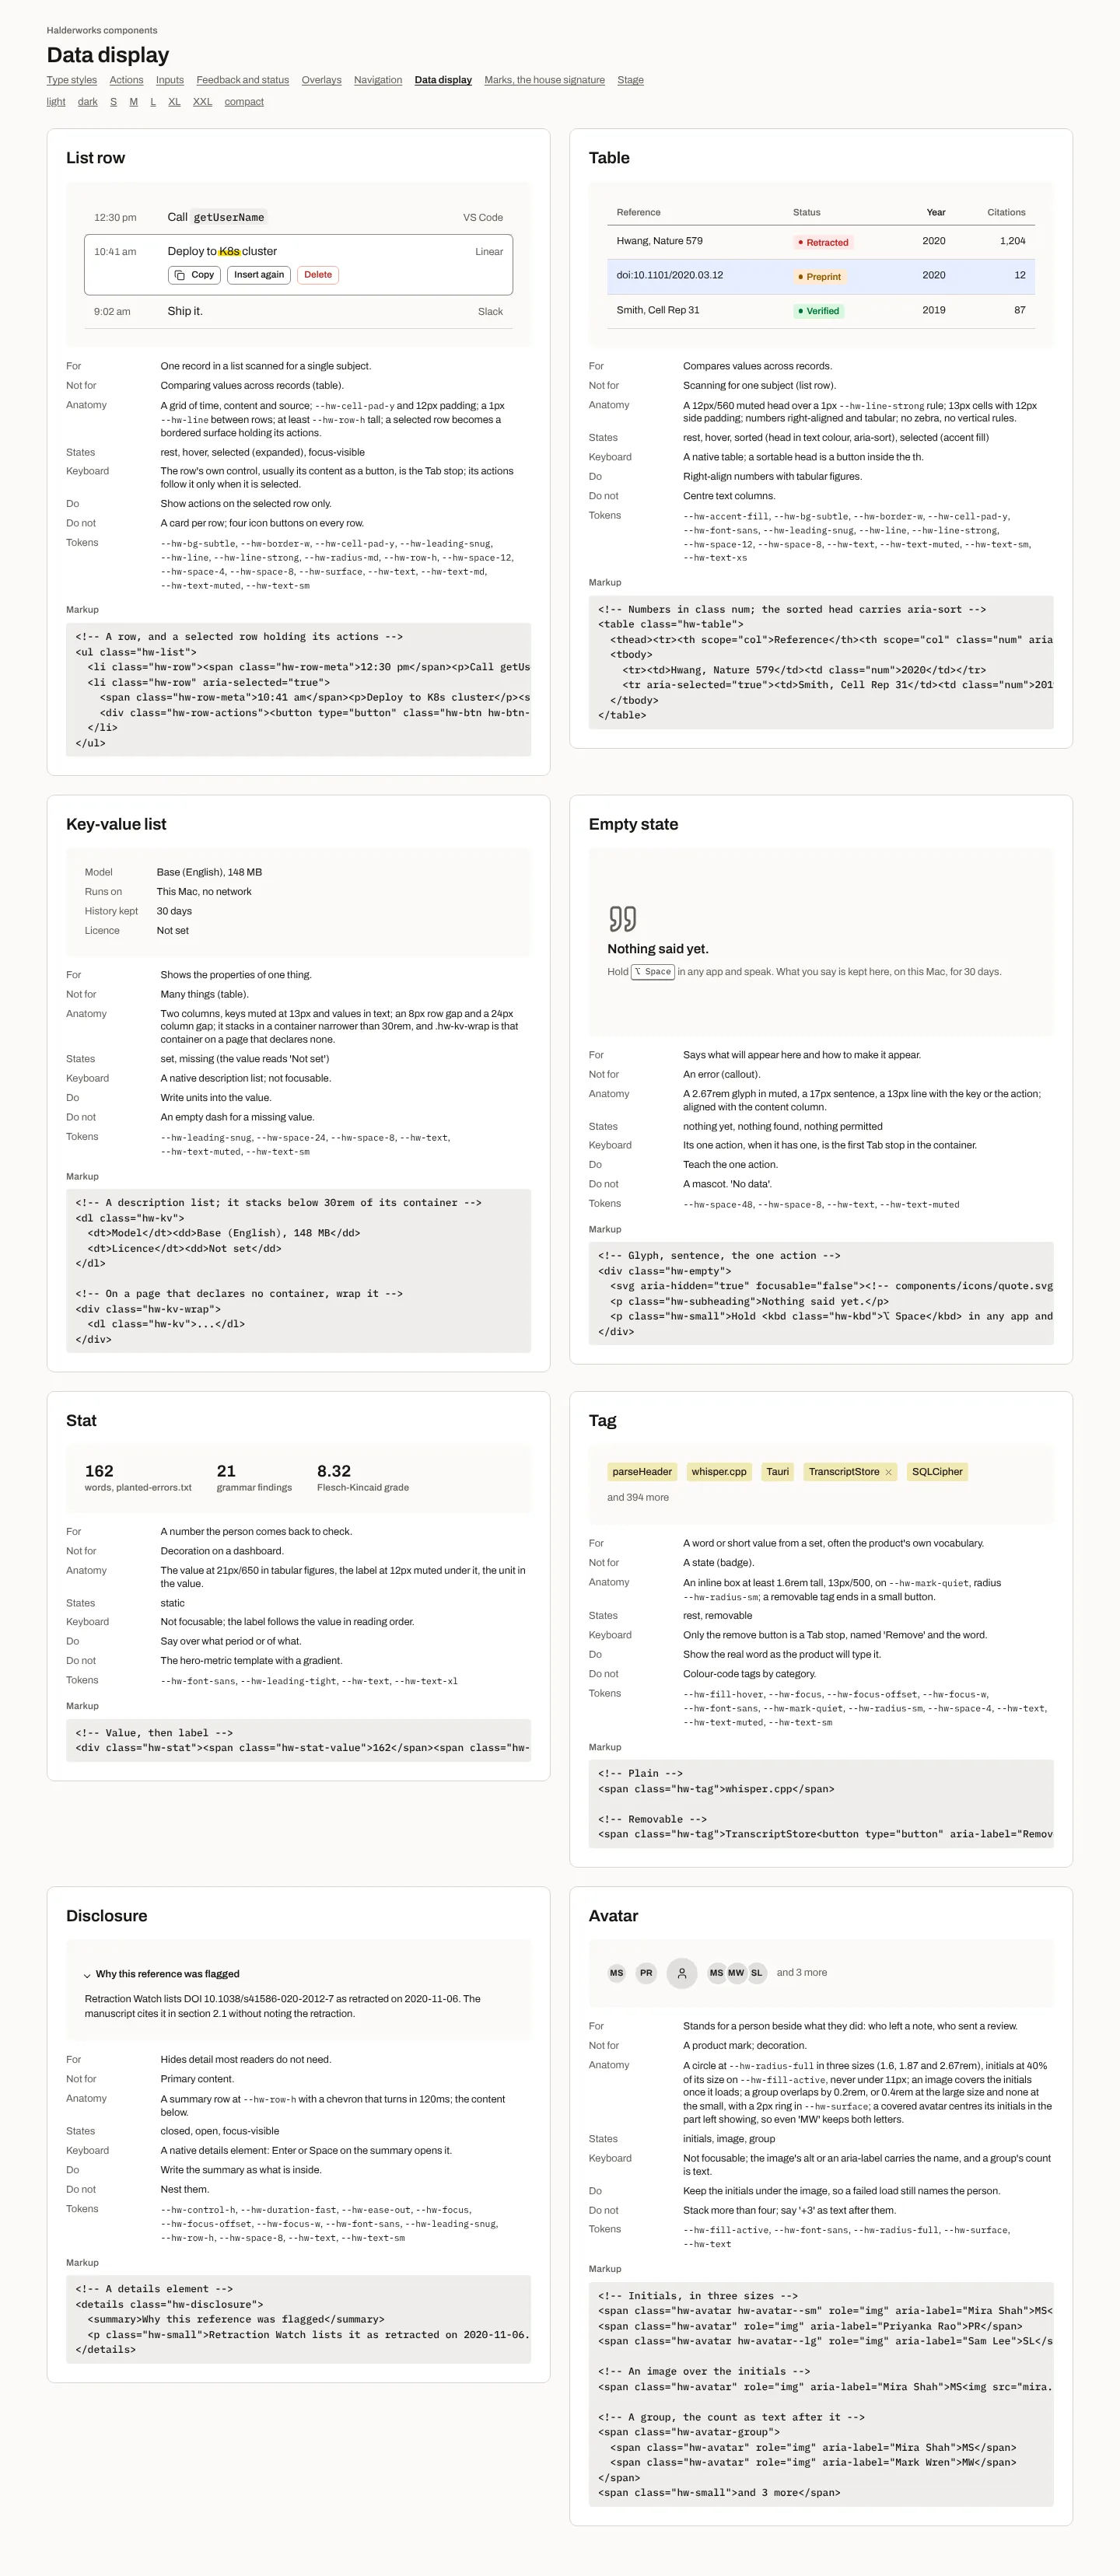 Halderworks components
Data display
Type styles Actions Inputs Feedback and status Overlays Navigation Data display Marks, the house signature Stage
light dark S M L XL XXL compact
List row
12:30 pm Call getUserName VS Code
10:41 am Deploy to K8s cluster Linear
Copy Insert again Delete
9:02 am Ship it. Slack
For One record in a list scanned for a single subject.
Not for Comparing values across records (table).
Anatomy A grid of time, content and source; --hw-cell-pad-y and 12px padding; a 1px
--hw-line between rows; at least --hw-row-h tall; a selected row becomes a
bordered surface holding its actions.
States rest, hover, selected (expanded), focus-visible
Keyboard The row's own control, usually its content as a button, is the Tab stop; its actions
follow it only when it is selected.
Do Show actions on the selected row only.
Do not A card per row; four icon buttons on every row.
Tokens --hw-bg-subtle, --hw-border-w, --hw-cell-pad-y, --hw-leading-snug,
--hw-line, --hw-line-strong, --hw-radius-md, --hw-row-h, --hw-space-12,
--hw-space-4, --hw-space-8, --hw-surface, --hw-text, --hw-text-md,
--hw-text-muted, --hw-text-sm
Markup
<!-- A row, and a selected row holding its actions -->
<ul class="hw-list">
  <li class="hw-row"><span class="hw-row-meta">12:30 pm</span><p>Call getUs
  <li class="hw-row" aria-selected="true">
    <span class="hw-row-meta">10:41 am</span><p>Deploy to K8s cluster</p><s
    <div class="hw-row-actions"><button type="button" class="hw-btn hw-btn-
  </li>
</ul>
Table
Reference Status Year Citations
Hwang, Nature 579 Retracted 2020 1,204
doi:10.1101/2020.03.12 Preprint 2020 12
Smith, Cell Rep 31 Verified 2019 87
For Compares values across records.
Not for Scanning for one subject (list row).
Anatomy A 12px/560 muted head over a 1px --hw-line-strong rule; 13px cells with 12px
side padding; numbers right-aligned and tabular; no zebra, no vertical rules.
States rest, hover, sorted (head in text colour, aria-sort), selected (accent fill)
Keyboard A native table; a sortable head is a button inside the th.
Do Right-align numbers with tabular figures.
Do not Centre text columns.
Tokens --hw-accent-fill, --hw-bg-subtle, --hw-border-w, --hw-cell-pad-y,
--hw-font-sans, --hw-leading-snug, --hw-line, --hw-line-strong,
--hw-space-12, --hw-space-8, --hw-text, --hw-text-muted, --hw-text-sm,
--hw-text-xs
Markup
<!-- Numbers in class num; the sorted head carries aria-sort -->
<table class="hw-table">
  <thead><tr><th scope="col">Reference</th><th scope="col" class="num" aria
  <tbody>
    <tr><td>Hwang, Nature 579</td><td class="num">2020</td></tr>
    <tr aria-selected="true"><td>Smith, Cell Rep 31</td><td class="num">201
  </tbody>
</table>
Key-value list
Model Base (English), 148 MB
Runs on This Mac, no network
History kept 30 days
Licence Not set
For Shows the properties of one thing.
Not for Many things (table).
Anatomy Two columns, keys muted at 13px and values in text; an 8px row gap and a 24px
column gap; it stacks in a container narrower than 30rem, and .hw-kv-wrap is that
container on a page that declares none.
States set, missing (the value reads 'Not set')
Keyboard A native description list; not focusable.
Do Write units into the value.
Do not An empty dash for a missing value.
Tokens --hw-leading-snug, --hw-space-24, --hw-space-8, --hw-text,
--hw-text-muted, --hw-text-sm
Markup
<!-- A description list; it stacks below 30rem of its container -->
<dl class="hw-kv">
  <dt>Model</dt><dd>Base (English), 148 MB</dd>
  <dt>Licence</dt><dd>Not set</dd>
</dl>
<!-- On a page that declares no container, wrap it -->
<div class="hw-kv-wrap">
  <dl class="hw-kv">...</dl>
</div>
Empty state
Nothing said yet.
Hold ⌥ Space in any app and speak. What you say is kept here, on this Mac, for 30 days.
For Says what will appear here and how to make it appear.
Not for An error (callout).
Anatomy A 2.67rem glyph in muted, a 17px sentence, a 13px line with the key or the action;
aligned with the content column.
States nothing yet, nothing found, nothing permitted
Keyboard Its one action, when it has one, is the first Tab stop in the container.
Do Teach the one action.
Do not A mascot. 'No data'.
Tokens --hw-space-48, --hw-space-8, --hw-text, --hw-text-muted
Markup
<!-- Glyph, sentence, the one action -->
<div class="hw-empty">
  <svg aria-hidden="true" focusable="false"><!-- components/icons/quote.svg
  <p class="hw-subheading">Nothing said yet.</p>
  <p class="hw-small">Hold <kbd class="hw-kbd">⌥ Space</kbd> in any app and
</div>
Stat
162 21 8.32
words, planted-errors.txt grammar findings Flesch-Kincaid grade
For A number the person comes back to check.
Not for Decoration on a dashboard.
Anatomy The value at 21px/650 in tabular figures, the label at 12px muted under it, the unit in
the value.
States static
Keyboard Not focusable; the label follows the value in reading order.
Do Say over what period or of what.
Do not The hero-metric template with a gradient.
Tokens --hw-font-sans, --hw-leading-tight, --hw-text, --hw-text-xl
Markup
<!-- Value, then label -->
<div class="hw-stat"><span class="hw-stat-value">162</span><span class="hw-
Tag
parseHeader whisper.cpp Tauri TranscriptStore SQLCipher
and 394 more
For A word or short value from a set, often the product's own vocabulary.
Not for A state (badge).
Anatomy An inline box at least 1.6rem tall, 13px/500, on --hw-mark-quiet, radius
--hw-radius-sm; a removable tag ends in a small button.
States rest, removable
Keyboard Only the remove button is a Tab stop, named 'Remove' and the word.
Do Show the real word as the product will type it.
Do not Colour-code tags by category.
Tokens --hw-fill-hover, --hw-focus, --hw-focus-offset, --hw-focus-w,
--hw-font-sans, --hw-mark-quiet, --hw-radius-sm, --hw-space-4, --hw-text,
--hw-text-muted, --hw-text-sm
Markup
<!-- Plain -->
<span class="hw-tag">whisper.cpp</span>
<!-- Removable -->
<span class="hw-tag">TranscriptStore<button type="button" aria-label="Remov
Disclosure
Why this reference was flagged
Retraction Watch lists DOI 10.1038/s41586-020-2012-7 as retracted on 2020-11-06. The
manuscript cites it in section 2.1 without noting the retraction.
For Hides detail most readers do not need.
Not for Primary content.
Anatomy A summary row at --hw-row-h with a chevron that turns in 120ms; the content
below.
States closed, open, focus-visible
Keyboard A native details element: Enter or Space on the summary opens it.
Do Write the summary as what is inside.
Do not Nest them.
Tokens --hw-control-h, --hw-duration-fast, --hw-ease-out, --hw-focus,
--hw-focus-offset, --hw-focus-w, --hw-font-sans, --hw-leading-snug,
--hw-row-h, --hw-space-8, --hw-text, --hw-text-sm
Markup
<!-- A details element -->
<details class="hw-disclosure">
  <summary>Why this reference was flagged</summary>
  <p class="hw-small">Retraction Watch lists it as retracted on 2020-11-06.
</details>
Avatar
MS PR MS MW SL and 3 more
For Stands for a person beside what they did: who left a note, who sent a review.
Not for A product mark; decoration.
Anatomy A circle at --hw-radius-full in three sizes (1.6, 1.87 and 2.67rem), initials at 40%
of its size on --hw-fill-active, never under 11px; an image covers the initials
once it loads; a group overlaps by 0.2rem, or 0.4rem at the large size and none at
the small, with a 2px ring in --hw-surface; a covered avatar centres its initials in the
part left showing, so even 'MW' keeps both letters.
States initials, image, group
Keyboard Not focusable; the image's alt or an aria-label carries the name, and a group's count
is text.
Do Keep the initials under the image, so a failed load still names the person.
Do not Stack more than four; say '+3' as text after them.
Tokens --hw-fill-active, --hw-font-sans, --hw-radius-full, --hw-surface,
--hw-text
Markup
<!-- Initials, in three sizes -->
<span class="hw-avatar hw-avatar--sm" role="img" aria-label="Mira Shah">MS<
<span class="hw-avatar" role="img" aria-label="Priyanka Rao">PR</span>
<span class="hw-avatar hw-avatar--lg" role="img" aria-label="Sam Lee">SL</s
<!-- An image over the initials -->
<span class="hw-avatar" role="img" aria-label="Mira Shah">MS<img src="mira.
<!-- A group, the count as text after it -->
<span class="hw-avatar-group">
  <span class="hw-avatar" role="img" aria-label="Mira Shah">MS</span>
  <span class="hw-avatar" role="img" aria-label="Mark Wren">MW</span>
</span>
<span class="hw-small">and 3 more</span>